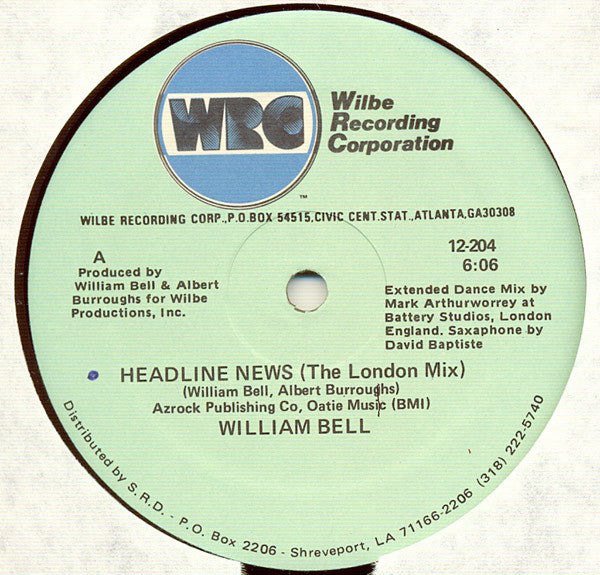 WRC
Wilbe
Recording
Corporation
TM
WILBE RECORDING CORP.,P.O.BOX 54515,CIVIC CENT.STAT.,ATLANTA,GA30308
A
Produced by
William Bell & Albert
Burroughs for Wilbe
Productions, Inc.
12-204
6:06
Extended Dance Mix by
Mark Arthurworrey at
Battery Studios, London
England. Saxaphone by
David Baptiste
HEADLINE NEWS (The London Mix)
(William Bell, Albert Burroughs)
Azrock Publishing Co, Oatie Music (BMI)
WILLIAM BELL
Distributed by S.R.D. - P.O. Box 2206 - Shreveport, LA 71166-2206 (318) 222-5740